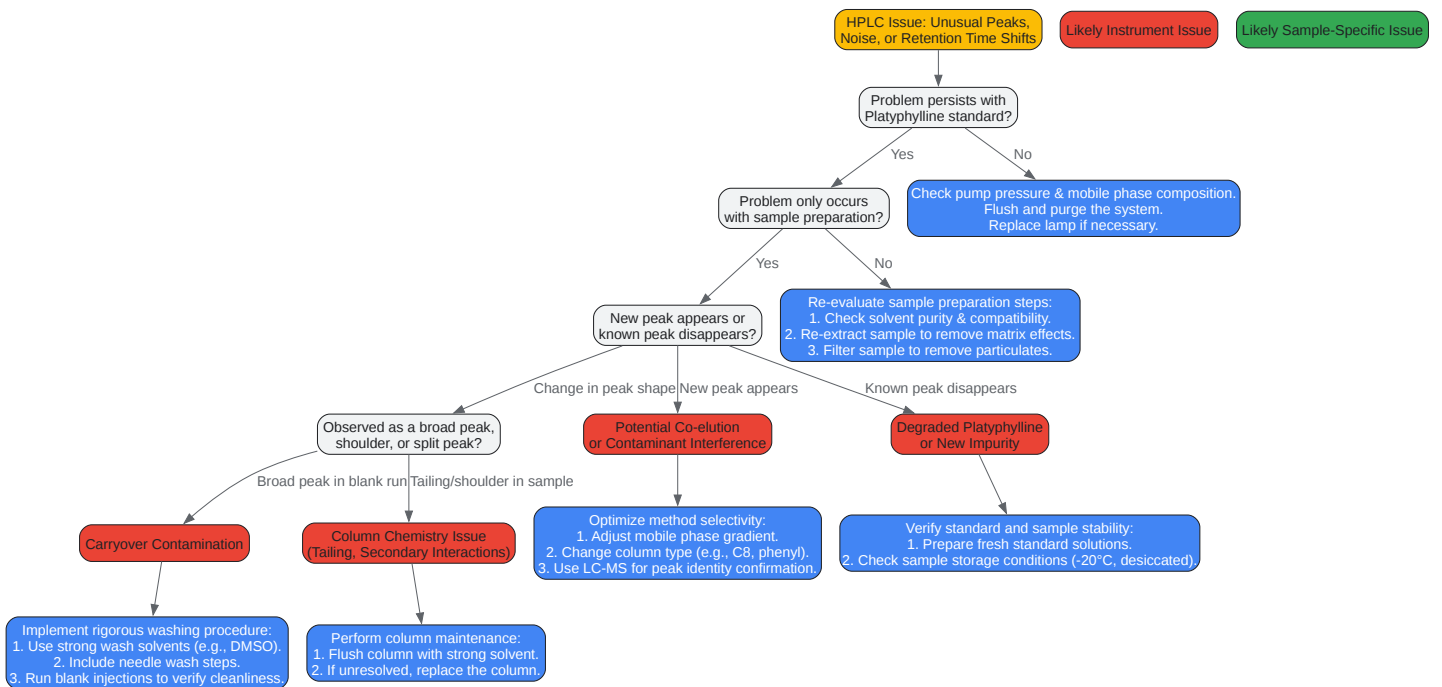 HPLC Issue: Unusual Peaks,
Noise, or Retention Time Shifts
Likely Instrument Issue
Likely Sample-Specific Issue
Problem persists with
Platyphylline standard?
Yes
No
Problem only occurs
with sample preparation?
Check pump pressure & mobile phase composition.
Flush and purge the system.
Replace lamp if necessary.
Yes
No
New peak appears or
known peak disappears?
Re-evaluate sample preparation steps:
1. Check solvent purity & compatibility.
2. Re-extract sample to remove matrix effects.
3. Filter sample to remove particulates.
Change in peak shape
New peak appears
Known peak disappears
Observed as a broad peak,
shoulder, or split peak?
Potential Co-elution
or Contaminant Interference
Degraded Platyphylline
or New Impurity
Broad peak in blank run
Tailing/shoulder in sample
Carryover Contamination
Column Chemistry Issue
(Tailing, Secondary Interactions)
Optimize method selectivity:
1. Adjust mobile phase gradient.
2. Change column type (e.g., C8, phenyl).
3. Use LC-MS for peak identity confirmation.
Verify standard and sample stability:
1. Prepare fresh standard solutions.
2. Check sample storage conditions (-20°C, desiccated).
Implement rigorous washing procedure:
1. Use strong wash solvents (e.g., DMSO).
2. Include needle wash steps.
3. Run blank injections to verify cleanliness.
Perform column maintenance:
1. Flush column with strong solvent.
2. If unresolved, replace the column.